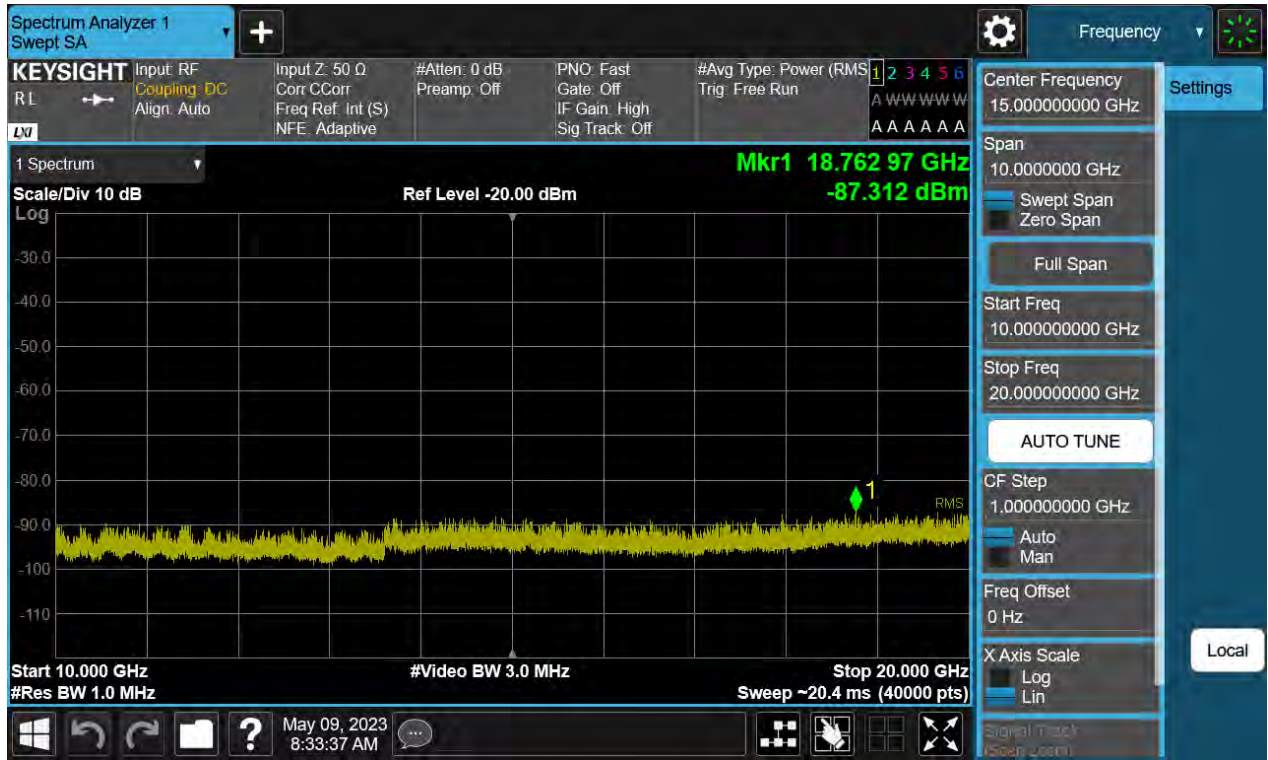 Spectrum Analyzer 1
Swept SA
+
Frequency
KEYSIGHT
RL
LXI
Input: RF
Coupling: DC
Align: Auto
Input Z: 50 Ω
Corr CCorr
Freq Ref: Int (S)
NFE: Adaptive
#Atten: 0 dB
Preamp: Off
PNO: Fast
Gate: Off
IF Gain: High
Sig Track: Off
#Avg Type: Power (RMS
Trig: Free Run
1 2 3 4 5 6
A W W W W W
A A A A A A
1 Spectrum
Scale/Div 10 dB
Ref Level -20.00 dBm
Mkr1 18.762 97 GHz
-87.312 dBm
Log
-30.0
-40.0
-50.0
-60.0
-70.0
-80.0
-90.0
-100
-110
1
RMS
Start 10.000 GHz
#Video BW 3.0 MHz
Stop 20.000 GHz
#Res BW 1.0 MHz
Sweep ~20.4 ms (40000 pts)
?
May 09, 2023
8:33:37 AM
Center Frequency
15.000000000 GHz
Settings
Span
10.0000000 GHz
Swept Span
Zero Span
Full Span
Start Freq
10.000000000 GHz
Stop Freq
20.000000000 GHz
AUTO TUNE
CF Step
1.000000000 GHz
Auto
Man
Freq Offset
0 Hz
X Axis Scale
Log
Lin
Local
Signal Track
(Span Zoom)